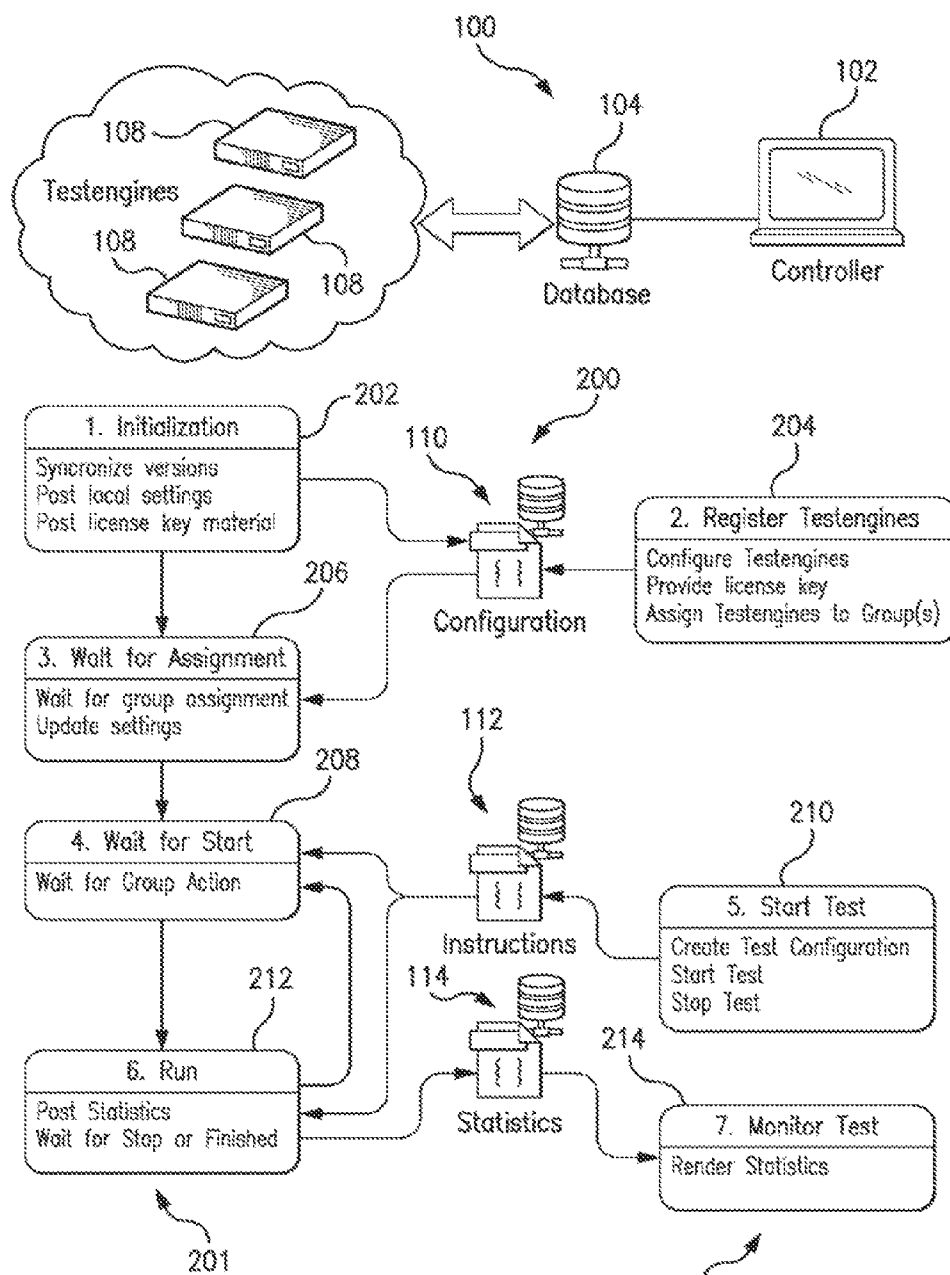 100
102
104
108
Testengines
108
108
Database
Controller
200
202
110
204
1. Initialization
Syncronize versions
Post local settings
Post license key material
2. Register Testengines
Configure Testengines
Provide license key
Assign Testengines to Group(s)
{ }
Configuration
206
3. Wait for Assignment
Wait for group assignment
Update settings
112
208
210
4. Wait for Start
Wait for Group Action
{ }
Instructions
5. Start Test
Create Test Configuration
Start Test
Stop Test
212
114
214
6. Run
Post Statistics
Wait for Stop or Finished
{ }
Statistics
7. Monitor Test
Render Statistics
201